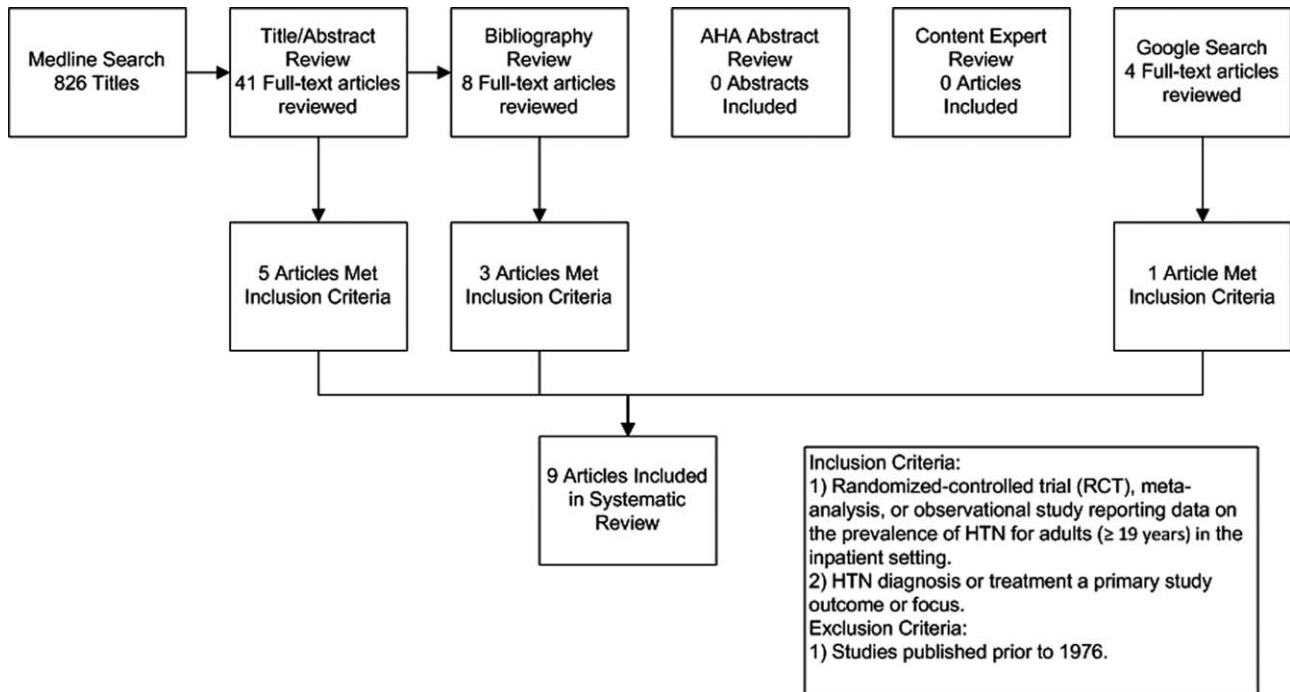 Medline Search
826 Titles
Title/Abstract
Review
41 Full-text articles
reviewed
Bibliography
Review
8 Full-text articles
reviewed
AHA Abstract
Review
0 Abstracts
Included
Content Expert
Review
0 Articles
Included
Google Search
4 Full-text articles
reviewed
5 Articles Met
Inclusion Criteria
3 Articles Met
Inclusion Criteria
1 Article Met
Inclusion Criteria
9 Articles Included
in Systematic
Review
Inclusion Criteria:
1) Randomized-controlled trial (RCT), meta-
analysis, or observational study reporting data on
the prevalence of HTN for adults (≥ 19 years) in the
inpatient setting.
2) HTN diagnosis or treatment a primary study
outcome or focus.
Exclusion Criteria:
1) Studies published prior to 1976.